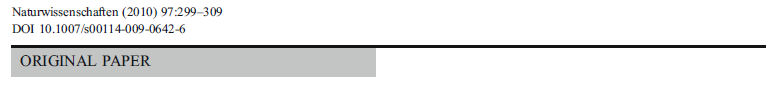 Naturwissenschaften (2010) 97:299–309
DOI 10.1007/s00114-009-0642-6
ORIGINAL PAPER